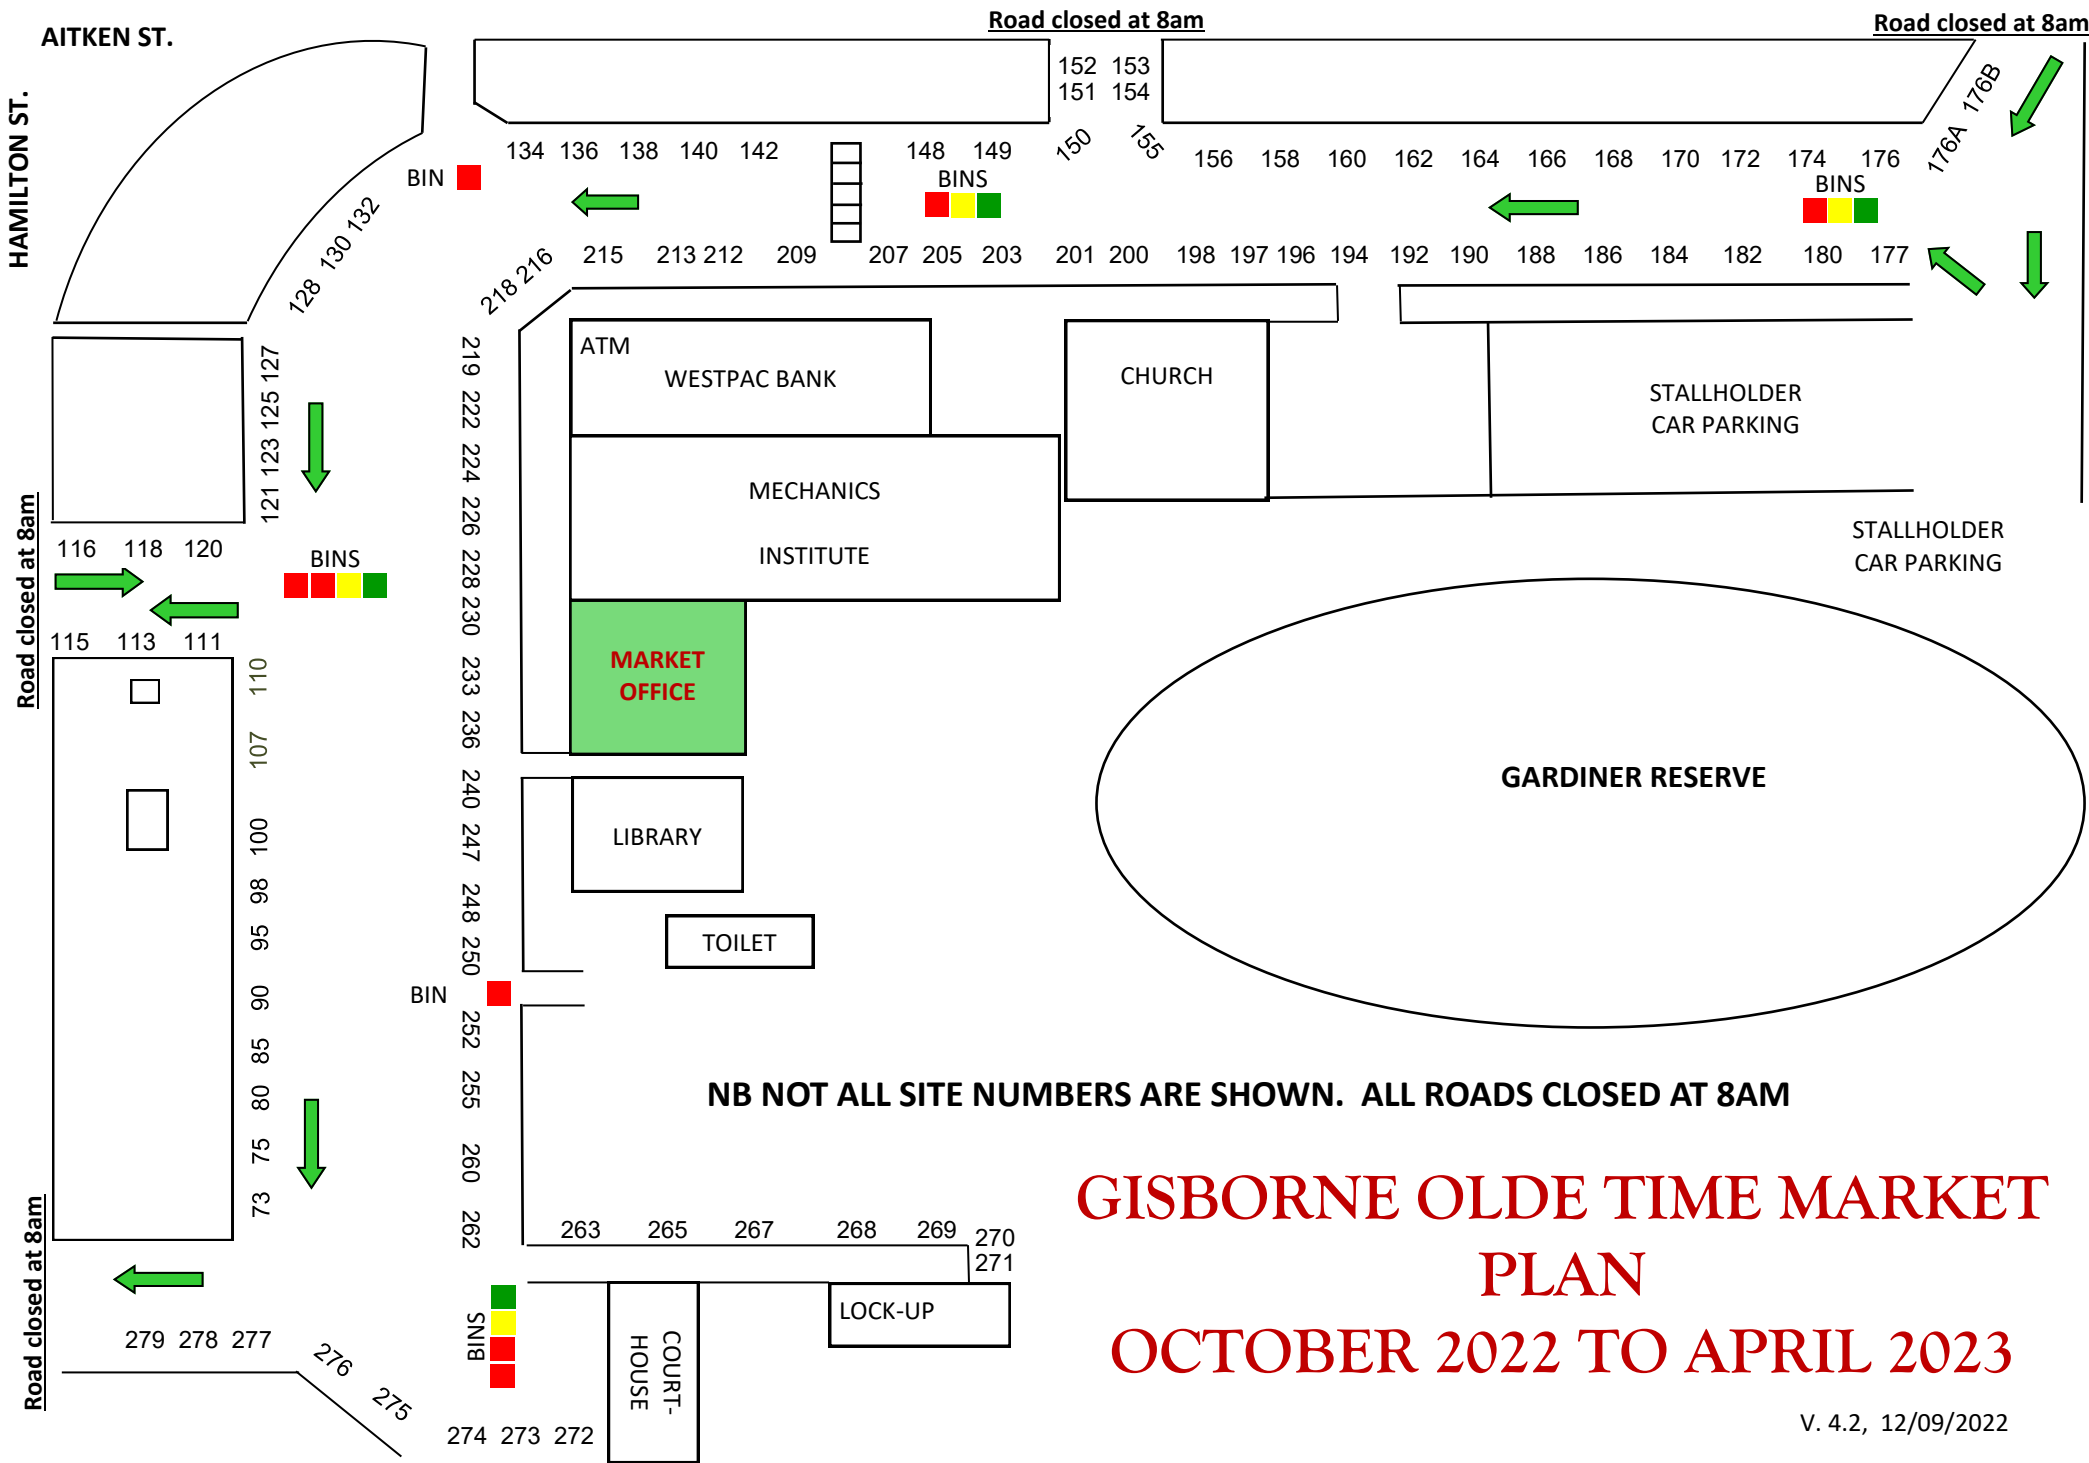 AITKEN ST.
Road closed at 8am
Road closed at 8am
HAMILTON ST.
152 153
151 154
150
155
176B
176A
134 136 138 140 142 148 149
156 158 160 162 164 166 168 170 172 174 176
BIN
BINS
BINS
132
130
128
218 216
215 213 212 209 207 205 203 201 200 198 197 196 194 192 190 188 186 184 182 180 177
121 123 125 127
219 222 224 226 228 230 233 236 240 247 248 250 252 255 260 262
ATM
WESTPAC BANK
CHURCH
STALLHOLDER
CAR PARKING
MECHANICS
INSTITUTE
STALLHOLDER
CAR PARKING
Road closed at 8am
116 118 120
BINS
115 113 111
MARKET
OFFICE
110
107
100
98
95
90
85
80
75
73
LIBRARY
TOILET
BIN
GARDINER RESERVE
NB NOT ALL SITE NUMBERS ARE SHOWN. ALL ROADS CLOSED AT 8AM
GISBORNE OLDE TIME MARKET
PLAN
OCTOBER 2022 TO APRIL 2023
V. 4.2, 12/09/2022
263 265 267 268 269 270
271
LOCK-UP
COURT-
HOUSE
BINS
Road closed at 8am
279 278 277
276
275
274 273 272